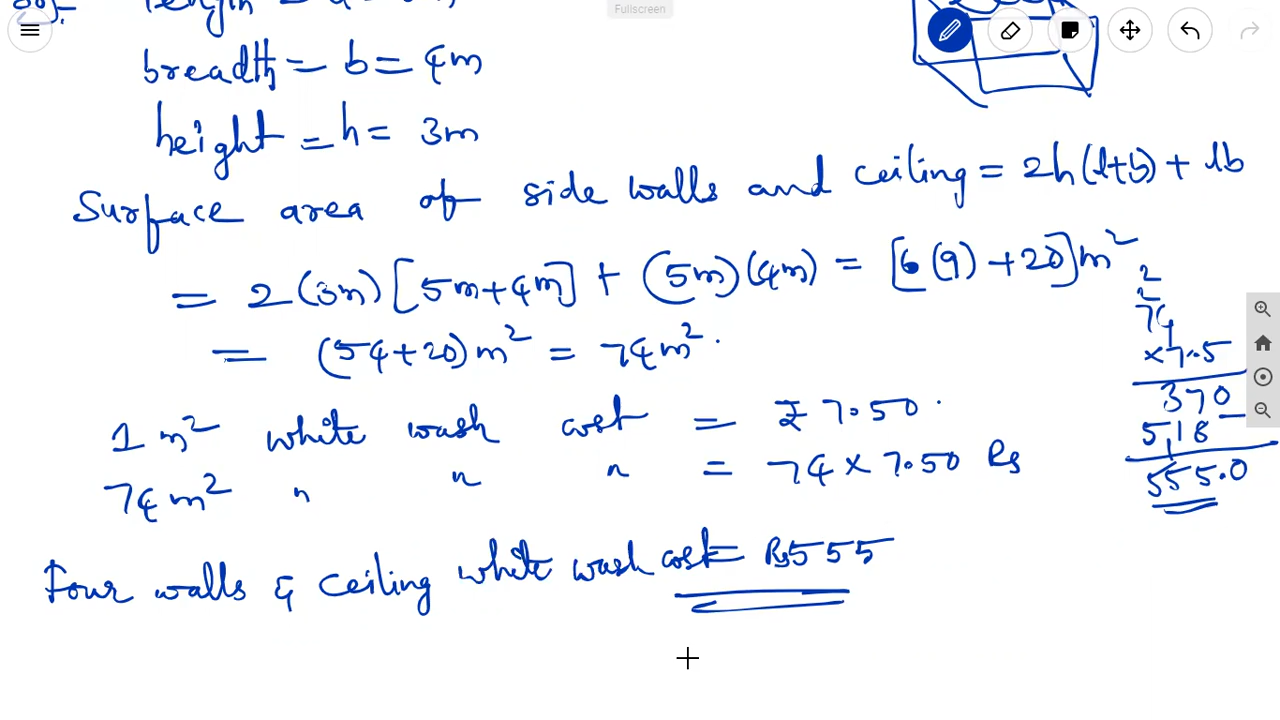 Fullscreen
breadth = b = 4m
height = h = 3m
Surface area of side walls and ceiling = 2h(l+b) + lb
= 2(3m)[5m+4m] + (5m)(4m) = [6(9)+20]m²
= (54+20)m² = 74m².
1 m² white wash cost = ₹ 7.50.
74 m² " " " = 74 × 7.50 Rs
Four walls & ceiling white wash cost = Rs555
2
2
74
×7.5
370
518
555.0